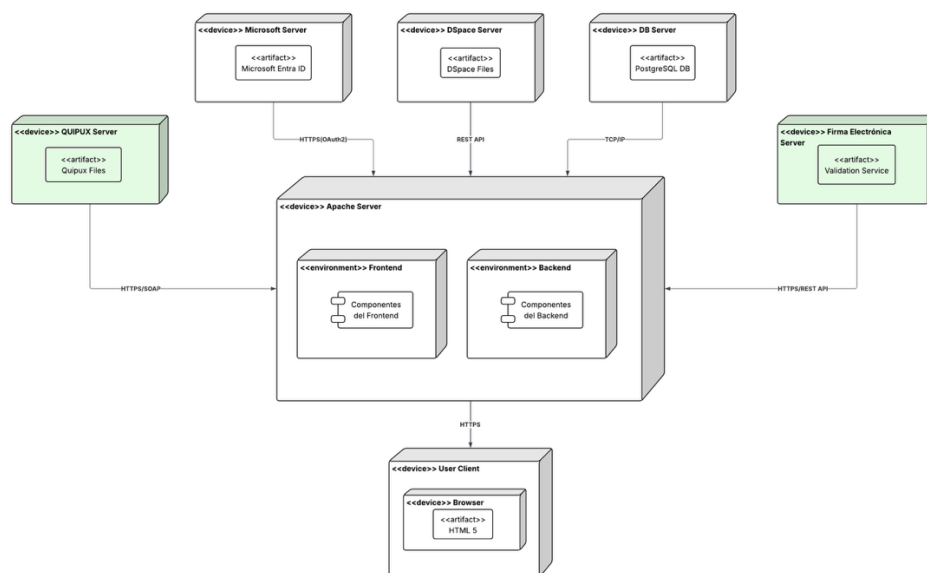 <<device>> Microsoft Server
<<artifact>>
Microsoft Entra ID
<<device>> DSpace Server
<<artifact>>
DSpace Files
<<device>> DB Server
<<artifact>>
PostgreSQL DB
<<device>> QUIPUX Server
<<artifact>>
Quipux Files
<<device>> Firma Electrónica
Server
<<artifact>>
Validation Service
HTTPS(OAuth2)
REST API
TCP/IP
<<device>> Apache Server
<<environment>> Frontend
Componentes
del Frontend
<<environment>> Backend
Componentes
del Backend
HTTPS/SOAP
HTTPS/REST API
HTTPS
<<device>> User Client
<<device>> Browser
<<artifact>>
HTML 5